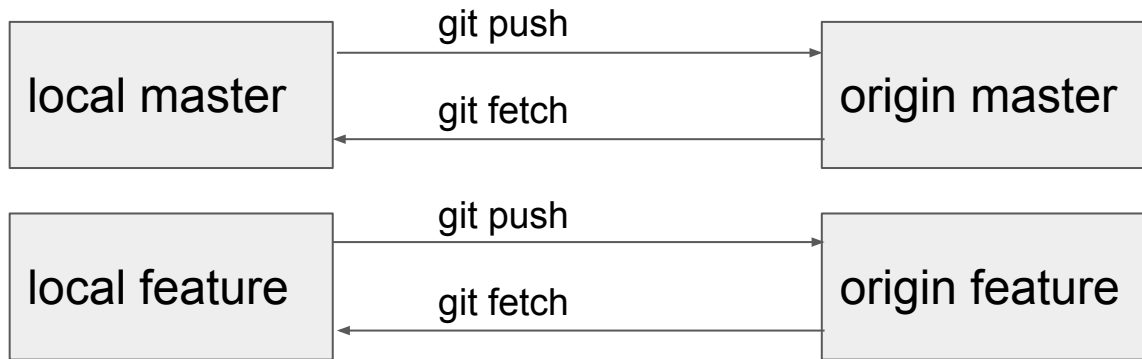 git push
local master
origin master
git fetch
git push
local feature
origin feature
git fetch